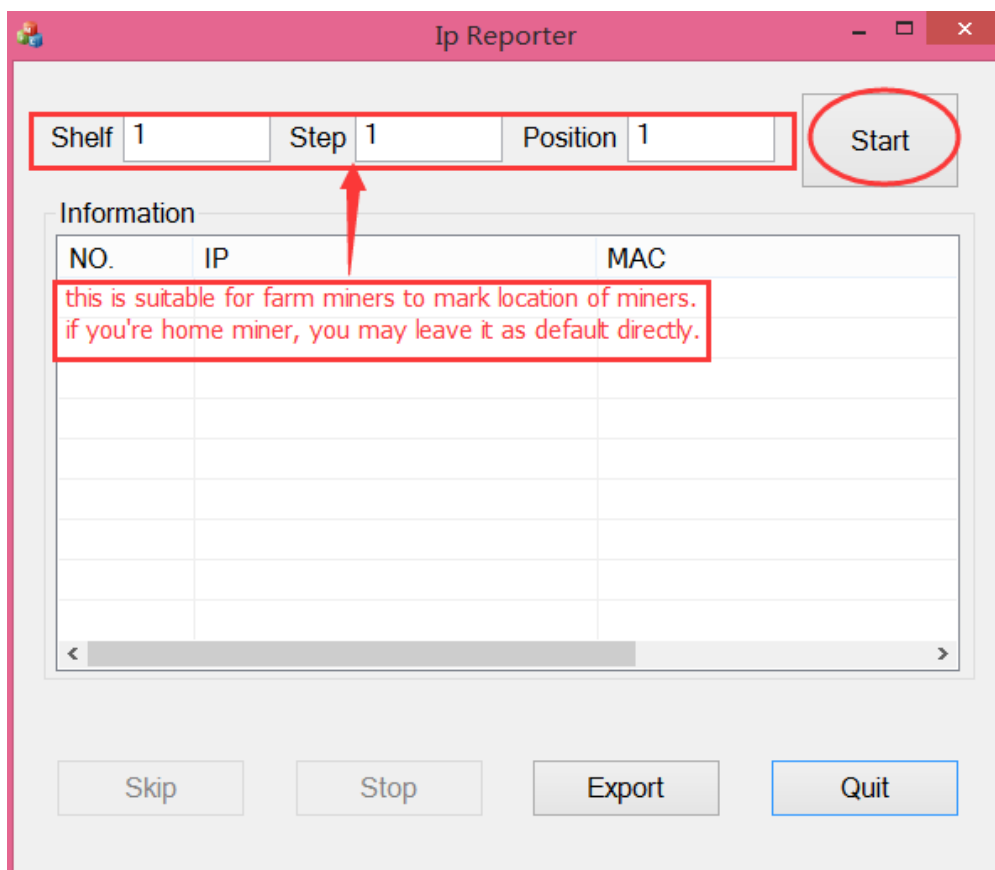 Ip Reporter
Shelf 1 Step 1 Position 1 Start
Information
NO. IP MAC
this is suitable for farm miners to mark location of miners.
if you're home miner, you may leave it as default directly.
Skip Stop Export Quit